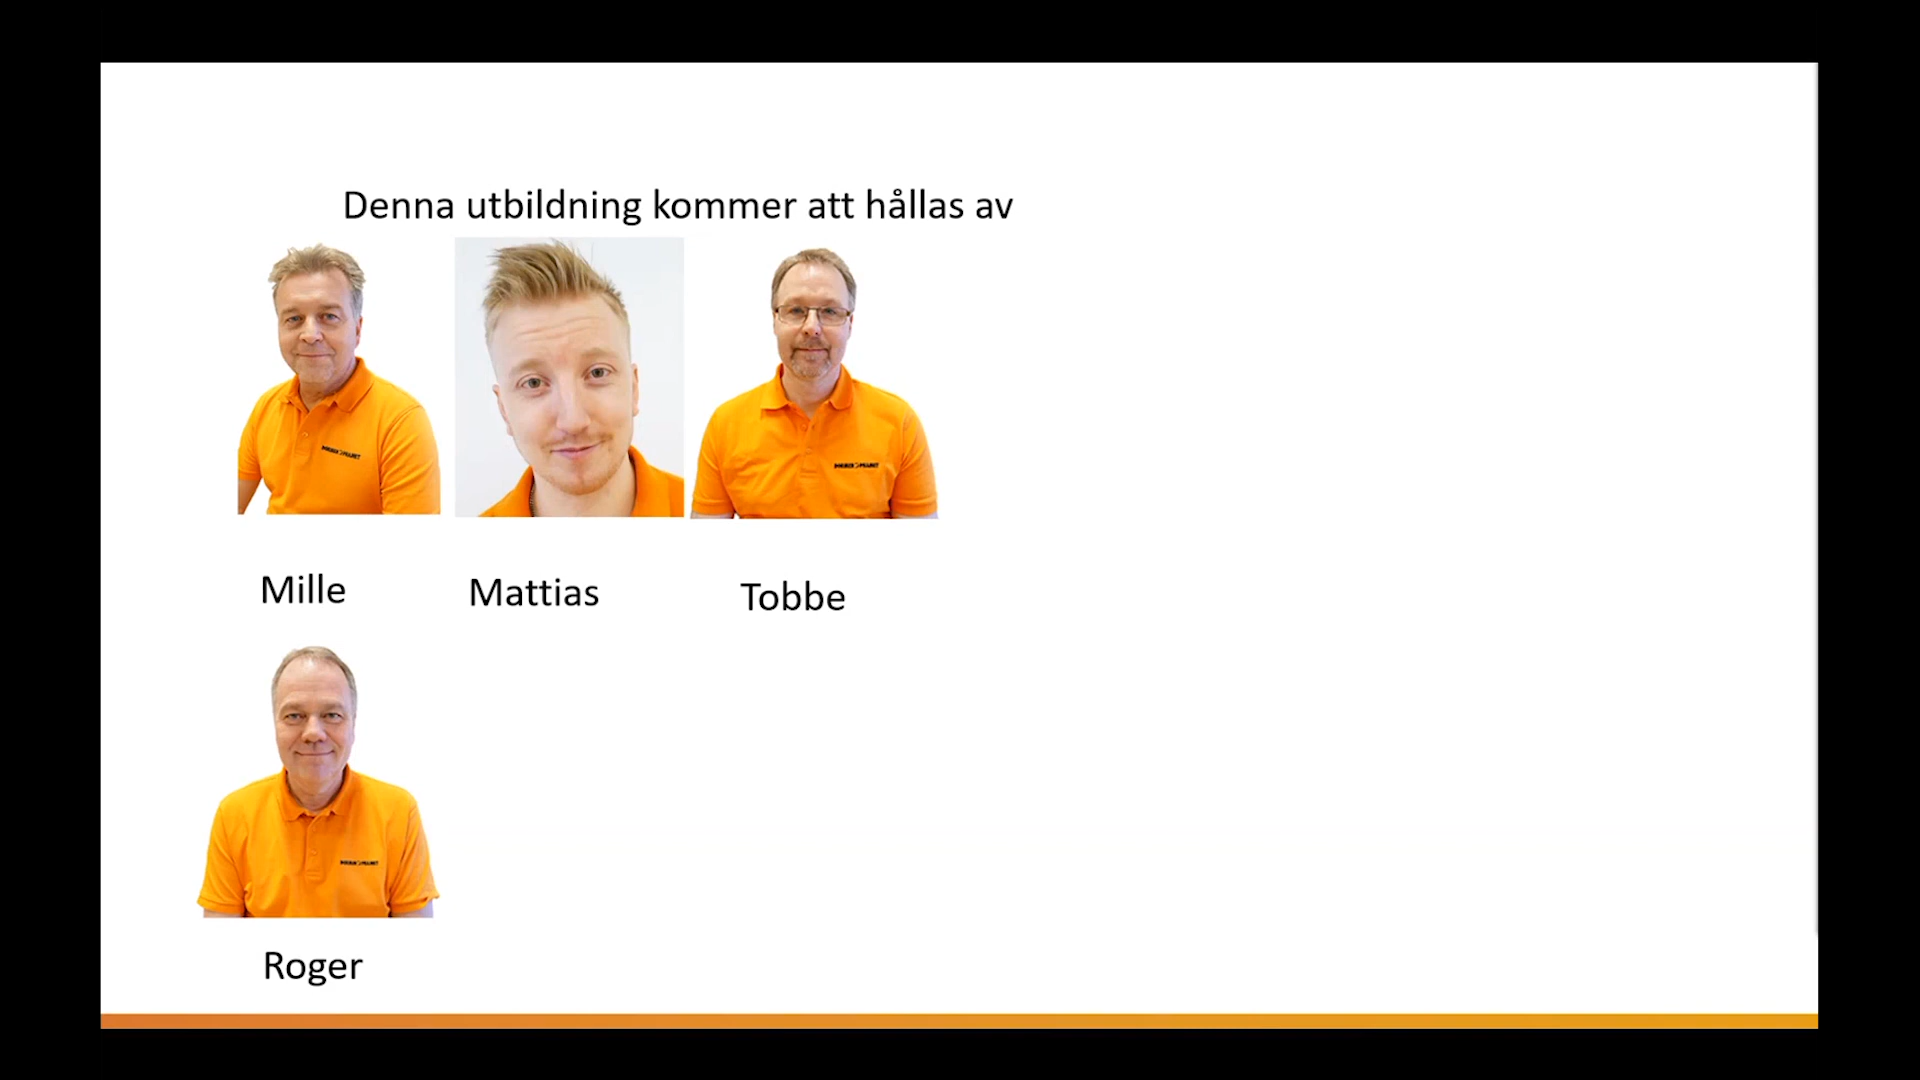 Denna utbildning kommer att hållas av
Mille
Mattias
Tobbe
Roger